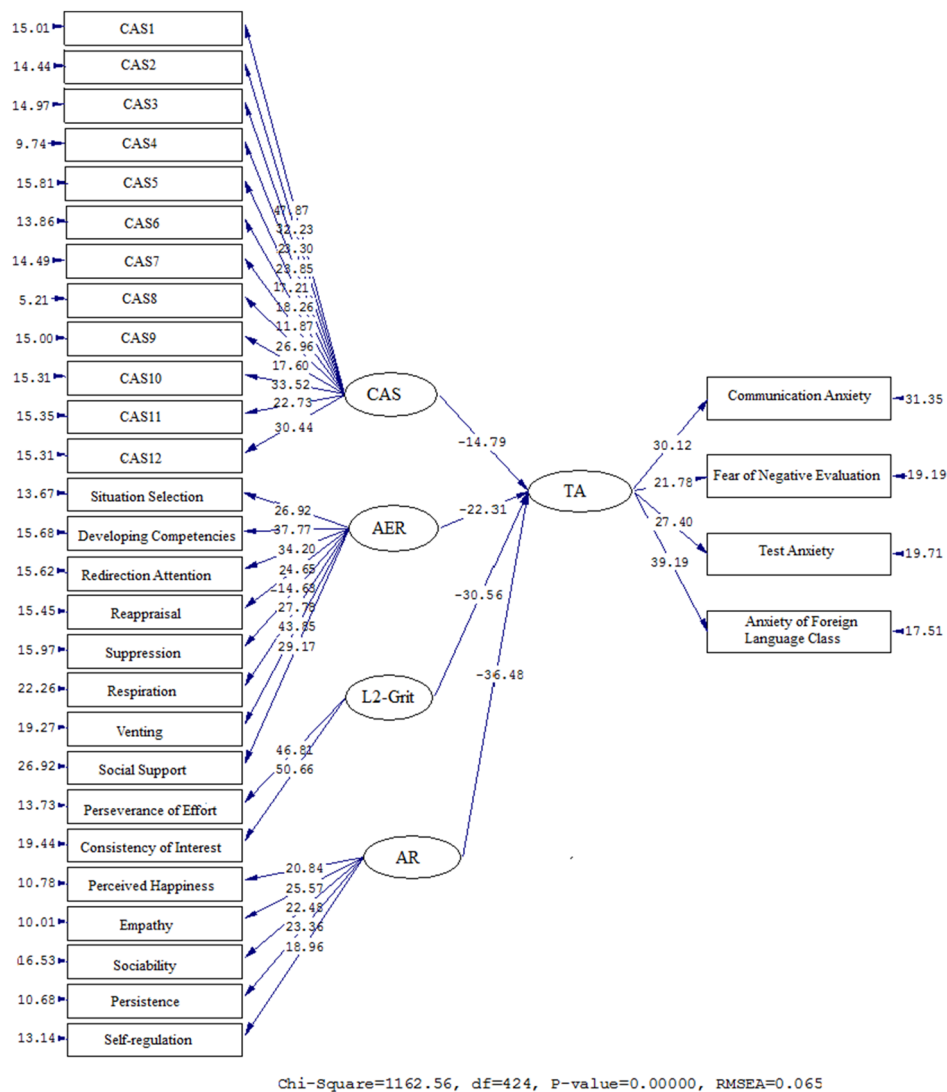 15.01 CAS1
14.44 CAS2
14.97 CAS3
9.74 CAS4
15.81 CAS5
13.86 CAS6
14.49 CAS7
5.21 CAS8
15.00 CAS9
15.31 CAS10
15.35 CAS11
15.31 CAS12
13.67 Situation Selection
15.68 Developing Competencies
15.62 Redirection Attention
15.45 Reappraisal
15.97 Suppression
22.26 Respiration
19.27 Venting
26.92 Social Support
13.73 Perseverance of Effort
19.44 Consistency of Interest
10.78 Perceived Happiness
10.01 Empathy
16.53 Sociability
10.68 Persistence
13.14 Self-regulation
47.87
32.23
23.30
23.85
17.21
18.26
11.87
26.96
17.60
33.52
22.73
30.44
26.92
37.77
34.20
24.65
-14.63
27.78
43.85
29.17
46.81
50.66
20.84
25.57
22.48
23.36
18.96
CAS
AER
L2-Grit
AR
-14.79
-22.31
-30.56
-36.48
TA
30.12
21.78
27.40
39.19
Communication Anxiety 31.35
Fear of Negative Evaluation 19.19
Test Anxiety 19.71
Anxiety of Foreign
Language Class 17.51
Chi-Square=1162.56, df=424, P-value=0.00000, RMSEA=0.065